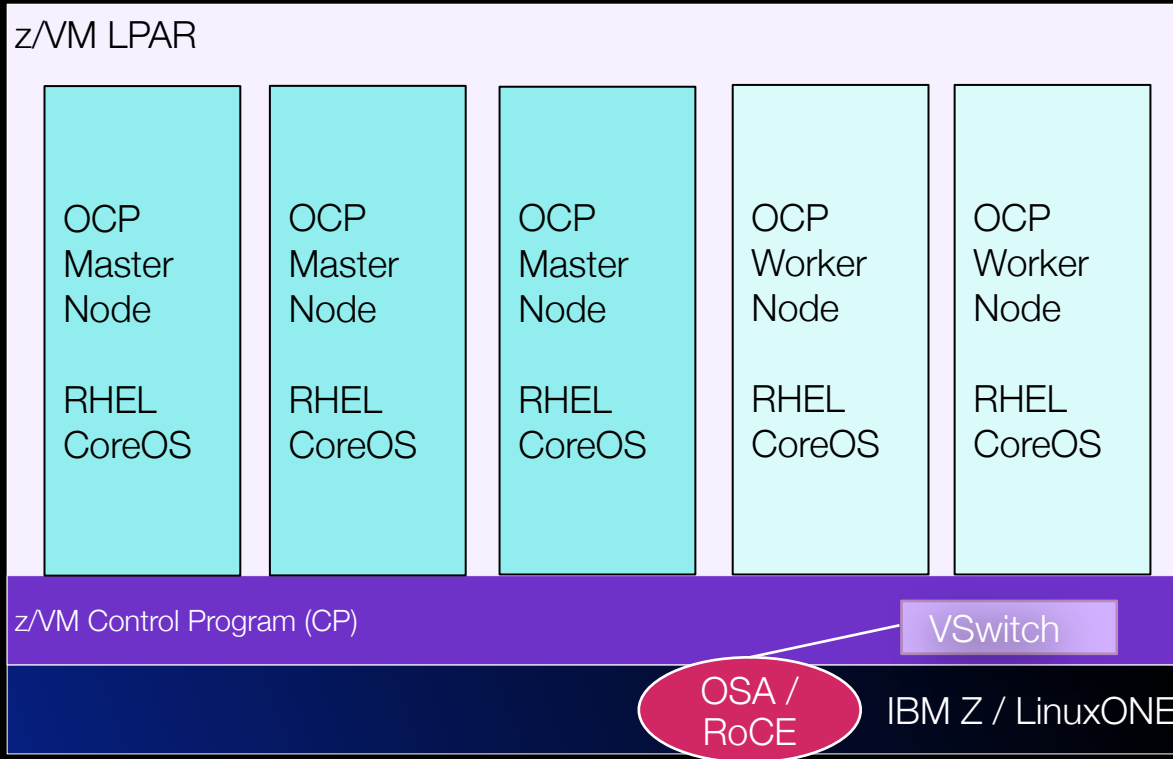 z/VM LPAR
OCP
Master
Node
RHEL
CoreOS
OCP
Master
Node
RHEL
CoreOS
OCP
Master
Node
RHEL
CoreOS
OCP
Worker
Node
RHEL
CoreOS
OCP
Worker
Node
RHEL
CoreOS
z/VM Control Program (CP)
VSwitch
OSA /
RoCE
IBM Z / LinuxONE